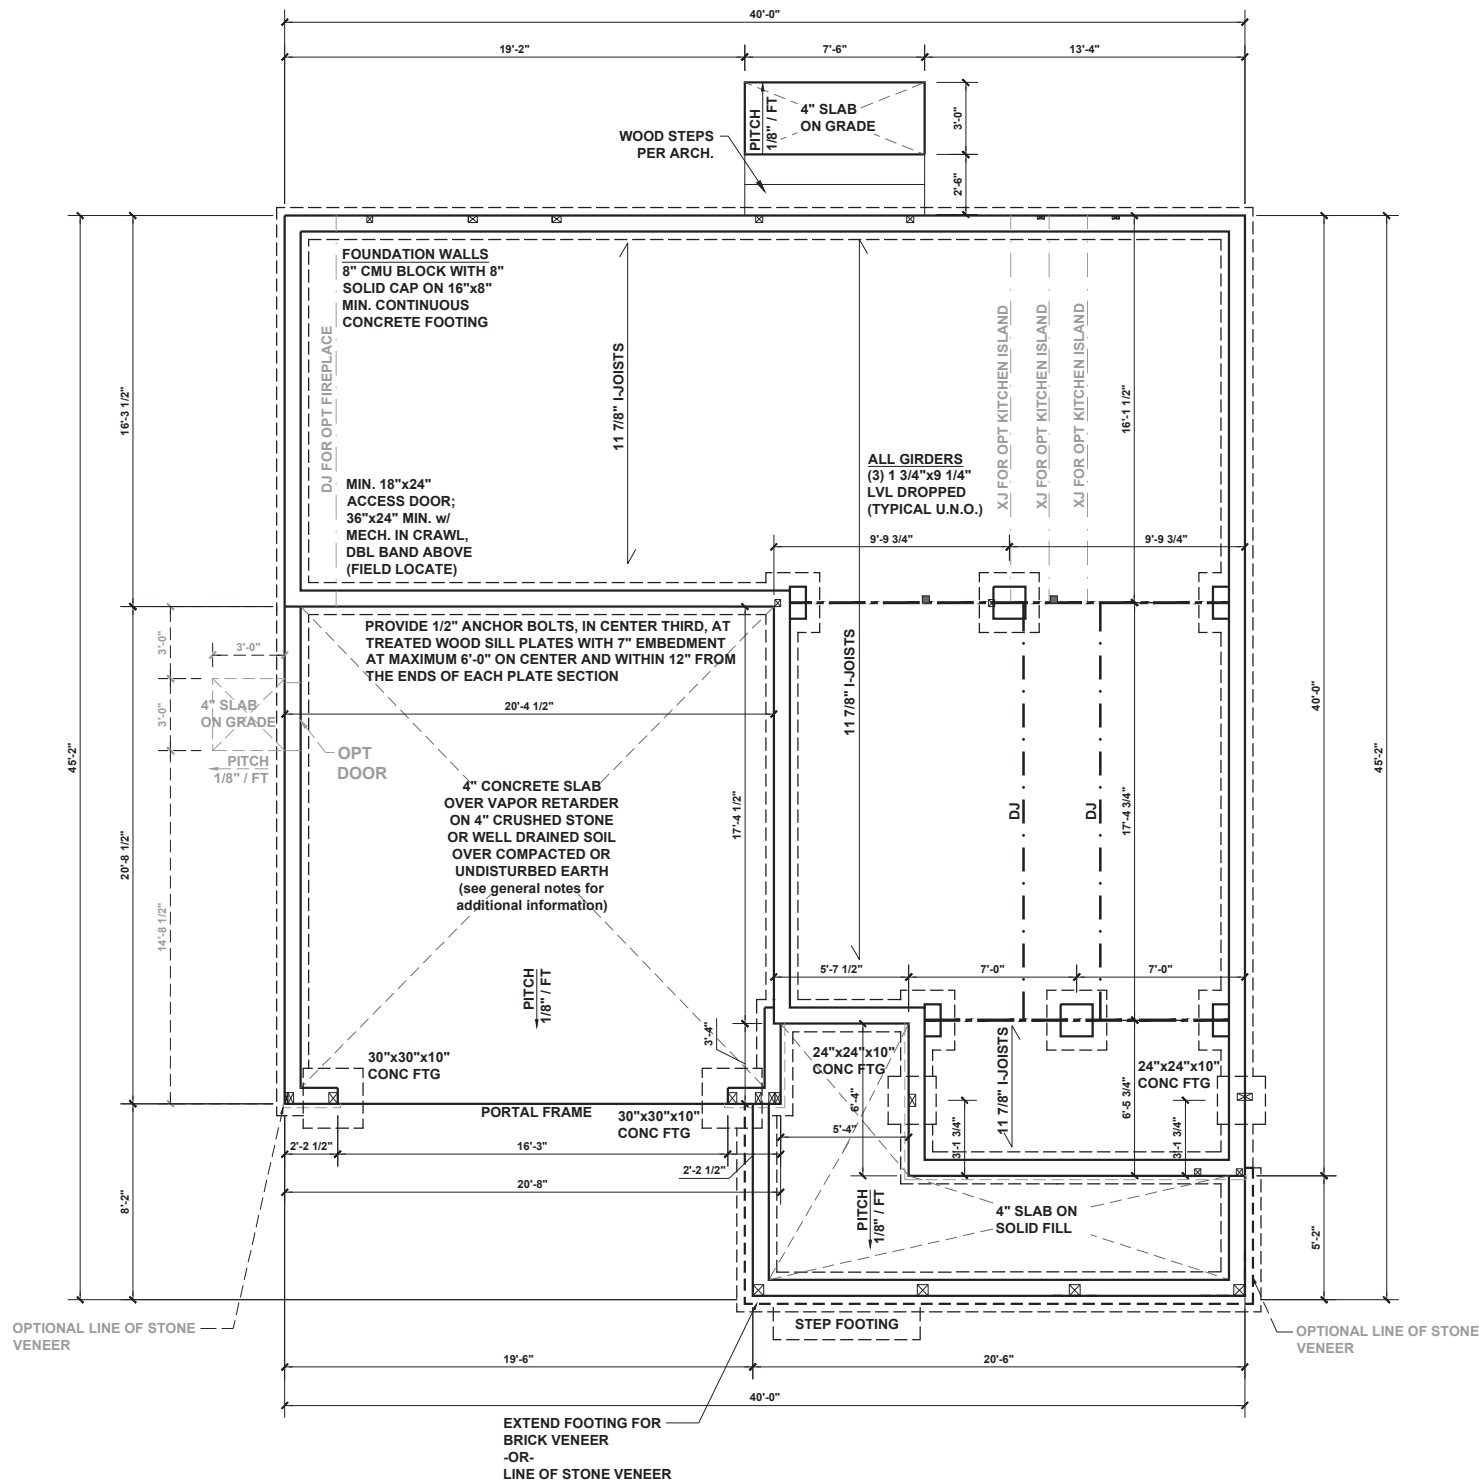 40'-0"
19'-2"
7'-6"
13'-4"
PITCH
1/8" / FT
4" SLAB
ON GRADE
3'-0"
2'-6"
WOOD STEPS
PER ARCH.
FOUNDATION WALLS
8" CMU BLOCK WITH 8"
SOLID CAP ON 16"x8"
MIN. CONTINUOUS
CONCRETE FOOTING
DJ FOR OPT FIREPLACE
11 7/8" I-JOISTS
XJ FOR OPT KITCHEN ISLAND
XJ FOR OPT KITCHEN ISLAND
XJ FOR OPT KITCHEN ISLAND
16'-3 1/2"
16'-1 1/2"
ALL GIRDERS
(3) 1 3/4"x9 1/4"
LVL DROPPED
(TYPICAL U.N.O.)
MIN. 18"x24"
ACCESS DOOR;
36"x24" MIN. w/
MECH. IN CRAWL,
DBL BAND ABOVE
(FIELD LOCATE)
9'-9 3/4"
9'-9 3/4"
PROVIDE 1/2" ANCHOR BOLTS, IN CENTER THIRD, AT
TREATED WOOD SILL PLATES WITH 7" EMBEDMENT
AT MAXIMUM 6'-0" ON CENTER AND WITHIN 12" FROM
THE ENDS OF EACH PLATE SECTION
3'-0"
3'-0"
3'-0"
4" SLAB
ON GRADE
PITCH
1/8" / FT
OPT
DOOR
20'-4 1/2"
11 7/8" I-JOISTS
40'-0"
45'-2"
45'-2"
4" CONCRETE SLAB
OVER VAPOR RETARDER
ON 4" CRUSHED STONE
OR WELL DRAINED SOIL
OVER COMPACTED OR
UNDISTURBED EARTH
(see general notes for
additional information)
17'-4 1/2"
DJ
DJ
17'-4 3/4"
20'-8 1/2"
14'-8 1/2"
PITCH
1/8" / FT
5'-7 1/2"
7'-0"
7'-0"
3'-4"
30"x30"x10"
CONC FTG
24"x24"x10"
CONC FTG
11 7/8" I-JOISTS
24"x24"x10"
CONC FTG
6'-4"
6'-5 3/4"
PORTAL FRAME
30"x30"x10"
CONC FTG
5'-4"
3'-1 3/4"
3'-1 3/4"
2'-2 1/2"
16'-3"
2'-2 1/2"
20'-8"
8'-2"
PITCH
1/8" / FT
4" SLAB ON
SOLID FILL
5'-2"
STEP FOOTING
OPTIONAL LINE OF STONE
VENEER
OPTIONAL LINE OF STONE
VENEER
19'-6"
20'-6"
40'-0"
EXTEND FOOTING FOR
BRICK VENEER
-OR-
LINE OF STONE VENEER